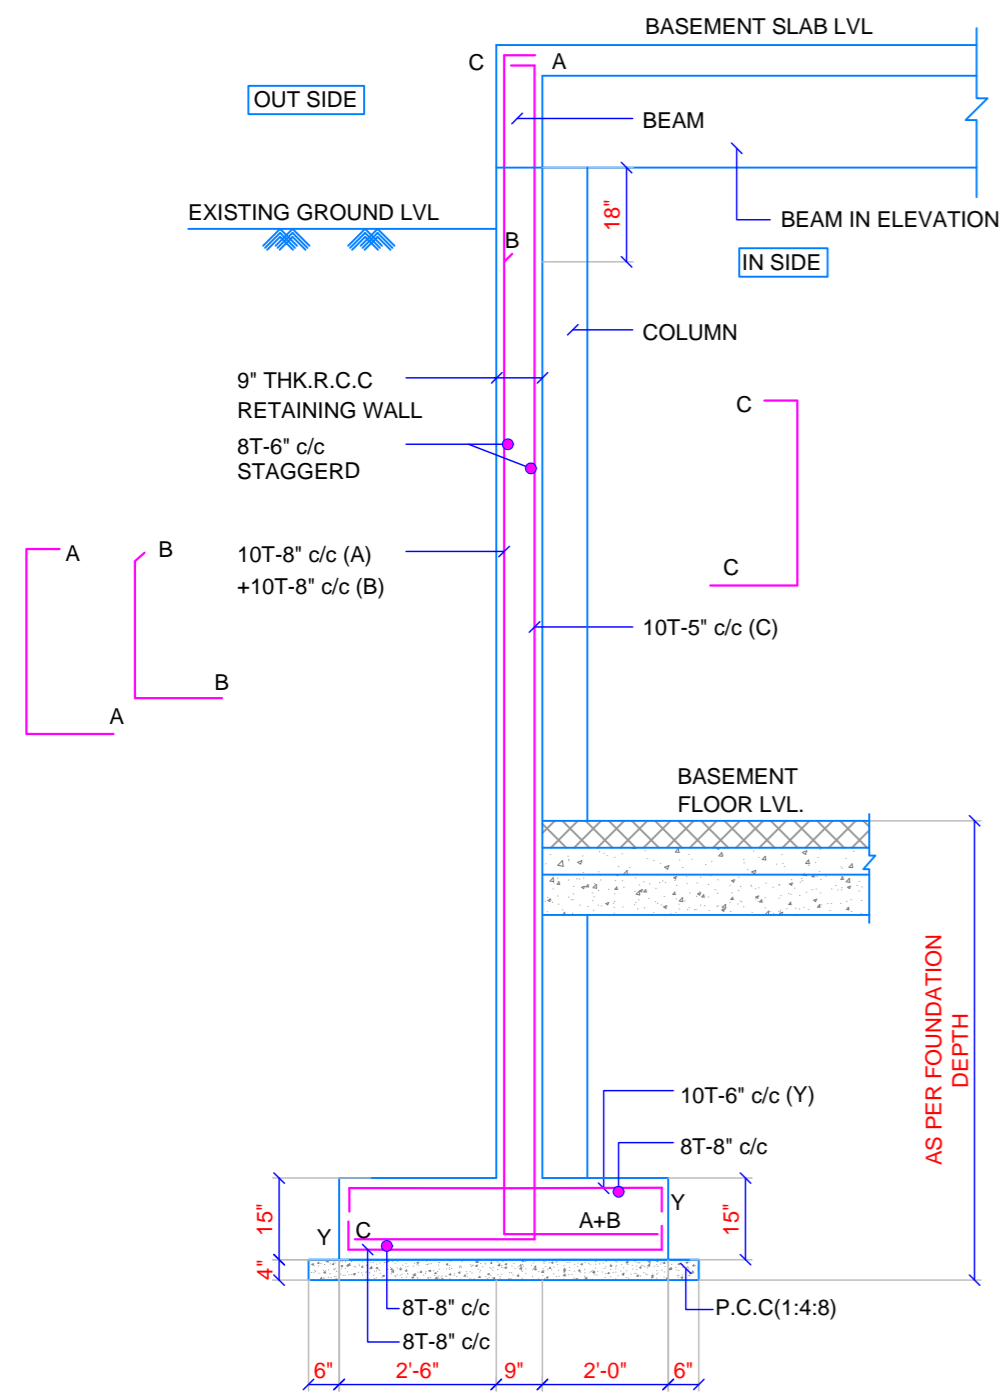 BASEMENT SLAB LVL
C
A
OUT SIDE
BEAM
EXISTING GROUND LVL
18"
BEAM IN ELEVATION
B
IN SIDE
COLUMN
9" THK.R.C.C
RETAINING WALL
C
8T-6" c/c
STAGGERD
A
B
10T-8" c/c (A)
+10T-8" c/c (B)
C
10T-5" c/c (C)
B
A
BASEMENT
FLOOR LVL.
AS PER FOUNDATION
DEPTH
10T-6" c/c (Y)
8T-8" c/c
15"
Y
C
A+B
Y
15"
4"
8T-8" c/c
P.C.C(1:4:8)
8T-8" c/c
6"
2'-6"
9"
2'-0"
6"